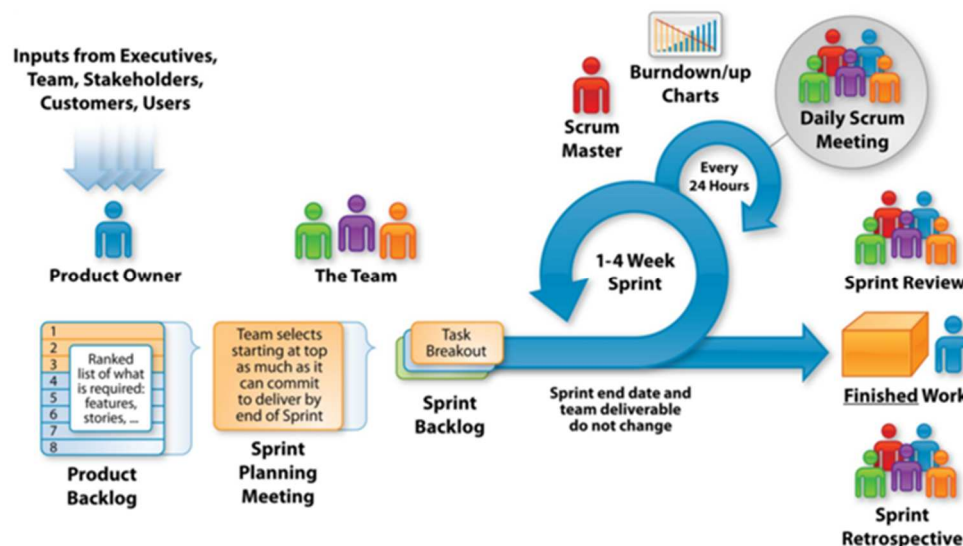 Inputs from Executives,
Team, Stakeholders,
Customers, Users
Product Owner
The Team
Scrum
Master
Burndown/up
Charts
Daily Scrum
Meeting
Every
24 Hours
1-4 Week
Sprint
Sprint Review
1
2
3
4
5
6
7
8
Ranked
list of what
is required:
features,
stories, ...
Product
Backlog
Team selects
starting at top
as much as it
can commit
to deliver by
end of Sprint
Sprint
Planning
Meeting
Task
Breakout
Sprint
Backlog
Sprint end date and
team deliverable
do not change
Finished Work
Sprint
Retrospective